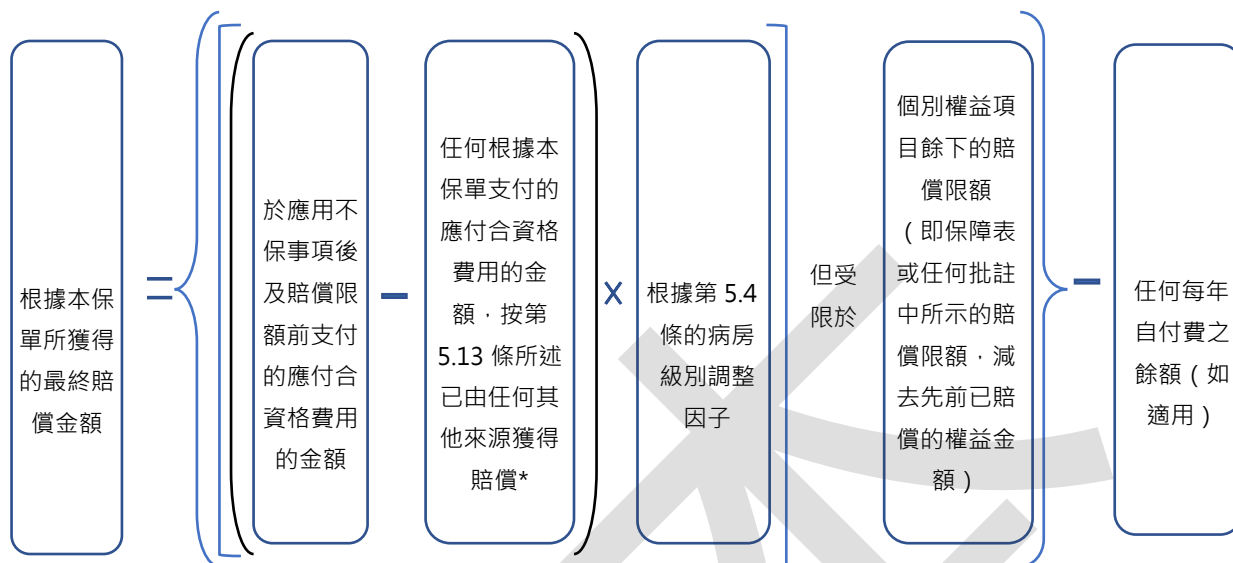 根據本保
單所獲得
的最終賠
償金額
=
於應用不
保事項後
及賠償限
額前支付
的應付合
資格費用
的金額
–
任何根據本
保單支付的
應付合資格
費用的金
額，按第
5.13 條所述
已由任何其
他來源獲得
賠償*
x
根據第 5.4
條的病房
級別調整
因子
但受
限於
個別權益項
目餘下的賠
償限額
（即保障表
或任何批註
中所示的賠
償限額，減
去先前已賠
償的權益金
額）
–
任何每年
自付費之
餘額（如
適用）